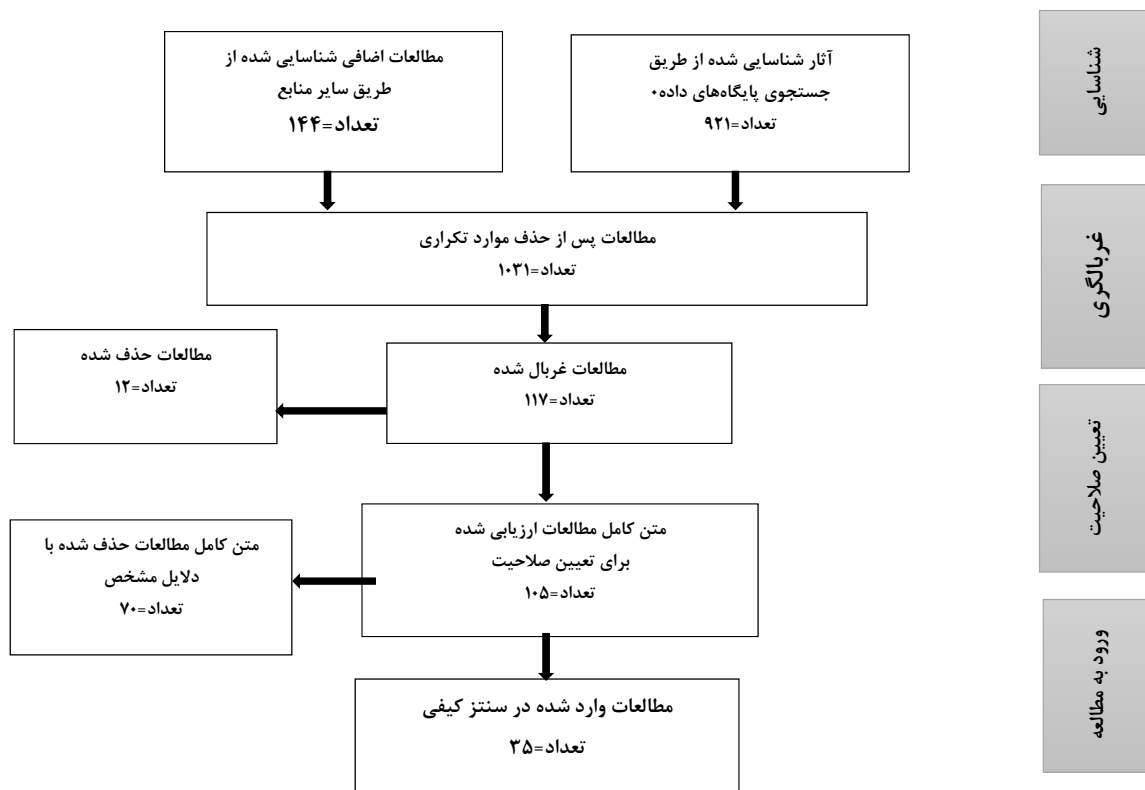 آثار شناسایی شده از طریق
جستجوی پایگاه‌های داده۰
تعداد=۹۲۱
مطالعات اضافی شناسایی شده از
طریق سایر منابع
تعداد=۱۴۴
شناسایی
مطالعات پس از حذف موارد تکراری
تعداد=۱۰۳۱
غربالگری
مطالعات غربال شده
تعداد=۱۱۷
مطالعات حذف شده
تعداد=۱۲
تعیین صلاحیت
متن کامل مطالعات ارزیابی شده
برای تعیین صلاحیت
تعداد=۱۰۵
متن کامل مطالعات حذف شده با
دلایل مشخص
تعداد=۷۰
ورود به مطالعه
مطالعات وارد شده در سنتز کیفی
تعداد=۳۵